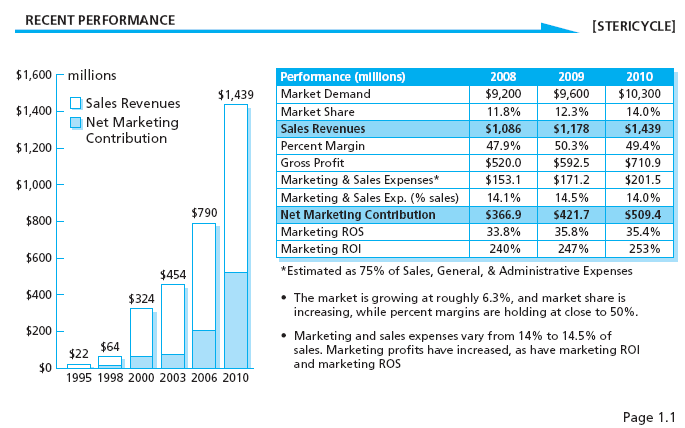 RECENT PERFORMANCE
[STERICYCLE]
$1,600 millions
$1,400
$1,200
$1,000
$800
$600
$400
$200
$0
Sales Revenues
Net Marketing
Contribution
$22
$64
$324
$454
$790
$1,439
1995 1998 2000 2003 2006 2010
Performance (millions) 2008 2009 2010
Market Demand $9,200 $9,600 $10,300
Market Share 11.8% 12.3% 14.0%
Sales Revenues $1,086 $1,178 $1,439
Percent Margin 47.9% 50.3% 49.4%
Gross Profit $520.0 $592.5 $710.9
Marketing & Sales Expenses* $153.1 $171.2 $201.5
Marketing & Sales Exp. (% sales) 14.1% 14.5% 14.0%
Net Marketing Contribution $366.9 $421.7 $509.4
Marketing ROS 33.8% 35.8% 35.4%
Marketing ROI 240% 247% 253%
*Estimated as 75% of Sales, General, & Administrative Expenses
• The market is growing at roughly 6.3%, and market share is
increasing, while percent margins are holding at close to 50%.
• Marketing and sales expenses vary from 14% to 14.5% of
sales. Marketing profits have increased, as have marketing ROI
and marketing ROS
Page 1.1